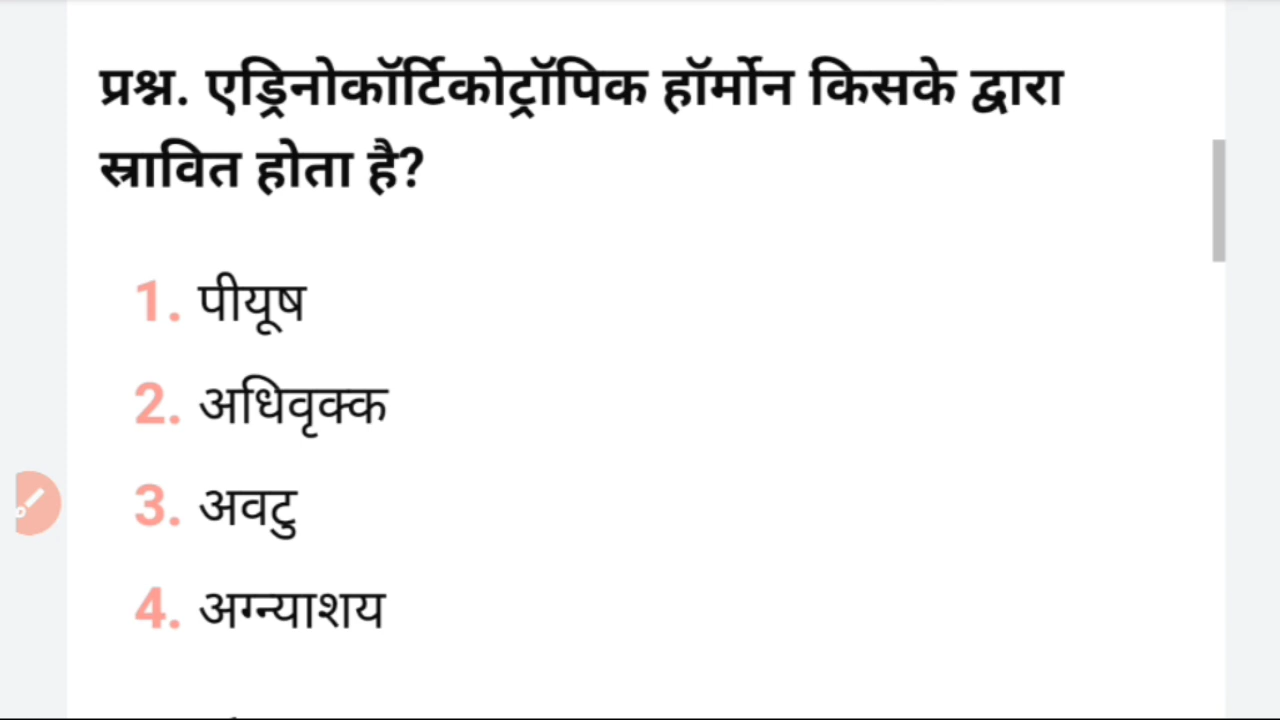 प्रश्न. एड्रिनोकॉर्टिकोट्रॉपिक हॉर्मोन किसके द्वारा
स्रावित होता है?
1. पीयूष
2. अधिवृक्क
3. अवटु
4. अग्न्याशय